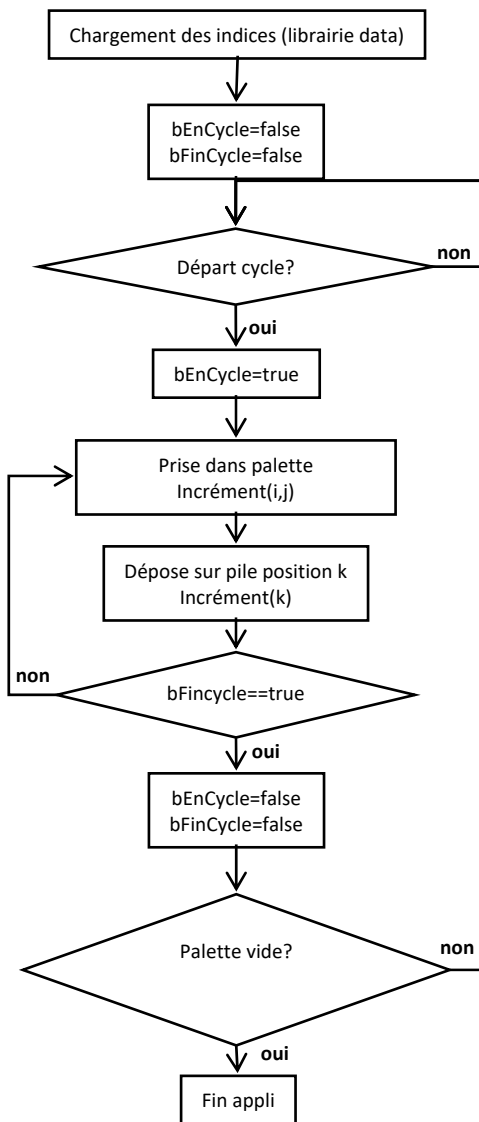 Chargement des indices (librairie data)
bEnCycle=false
bFinCycle=false
Départ cycle?
non
oui
bEnCycle=true
Prise dans palette
Incrément(i,j)
Dépose sur pile position k
Incrément(k)
non
bFincycle==true
oui
bEnCycle=false
bFinCycle=false
Palette vide?
non
oui
Fin appli